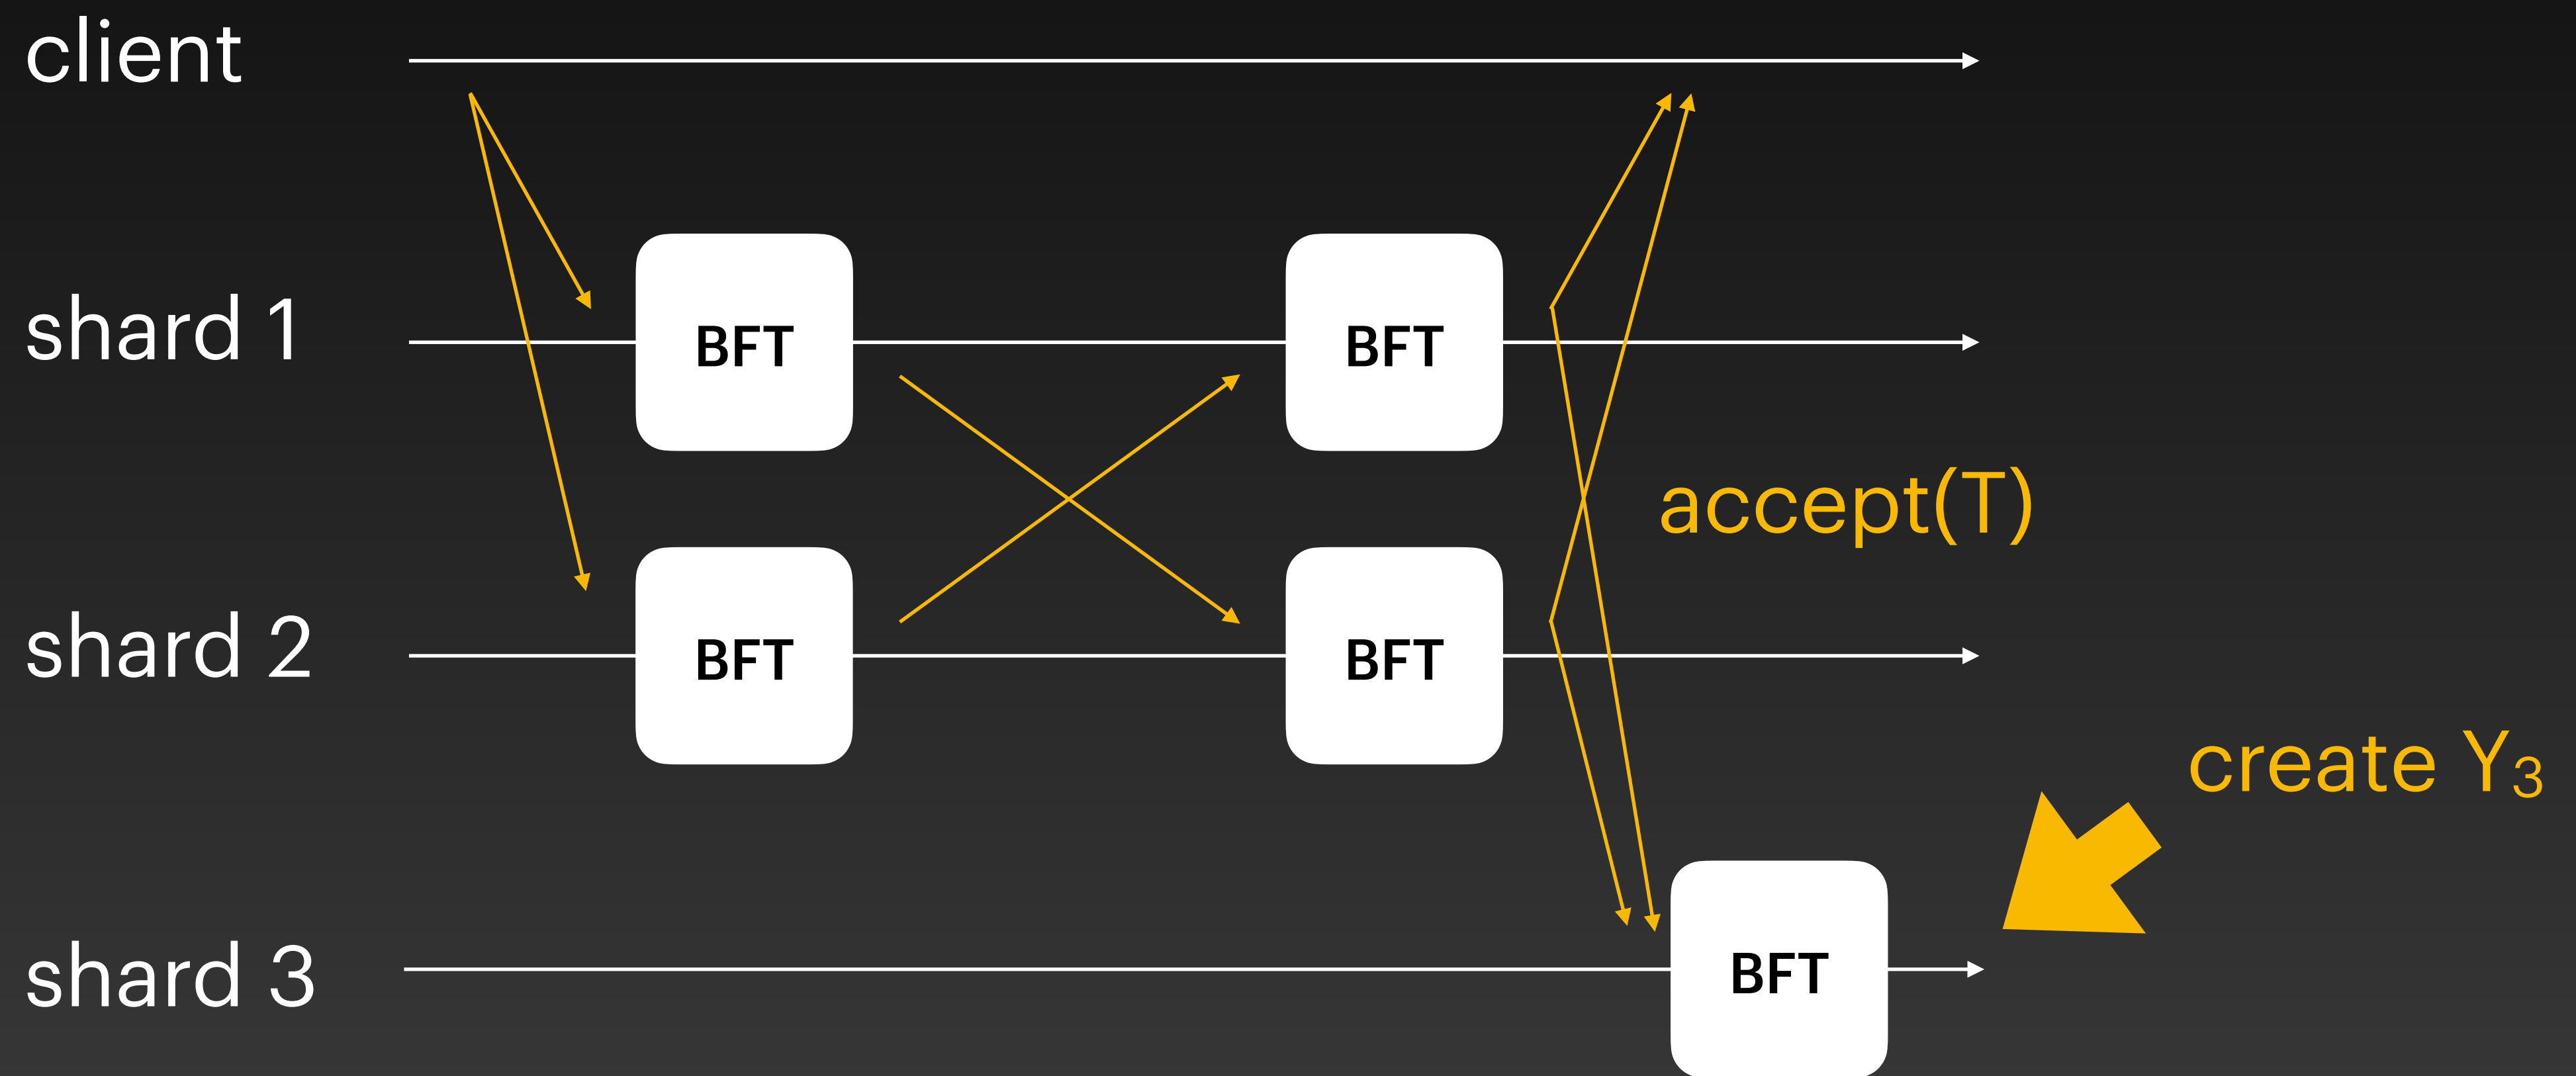 client
shard 1
BFT
BFT
accept(T)
shard 2
BFT
BFT
create Y₃
shard 3
BFT